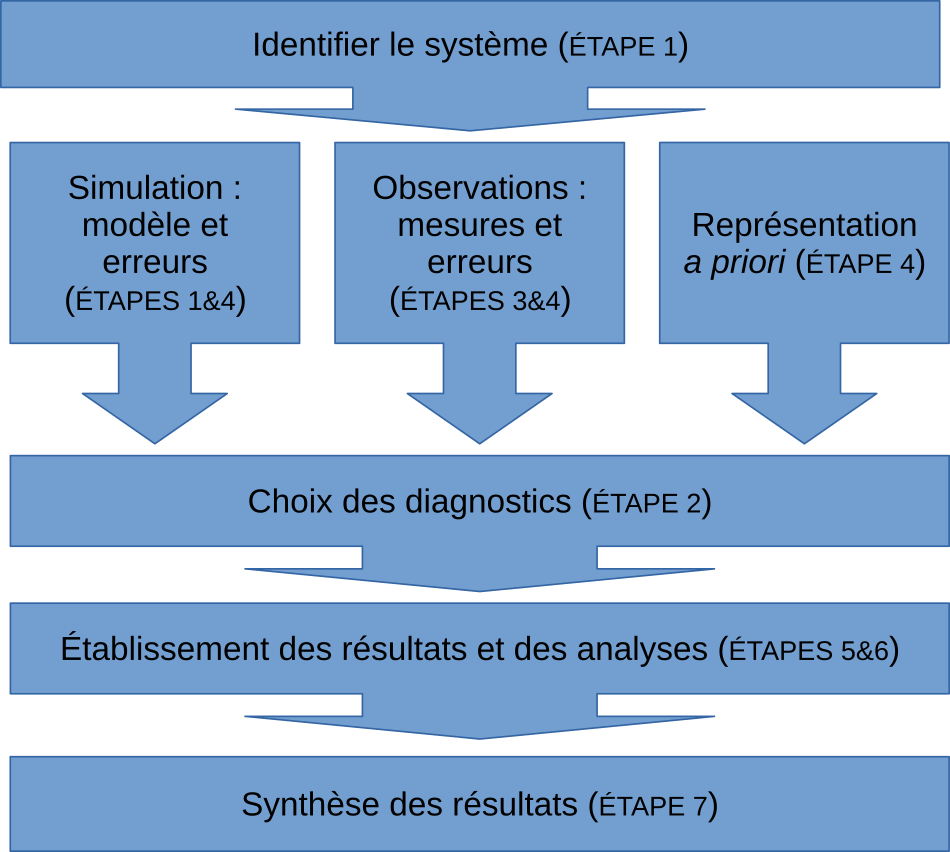 Identifier le système (ÉTAPE 1)
Simulation :
modèle et
erreurs
(ÉTAPES 1&4)
Observations :
mesures et
erreurs
(ÉTAPES 3&4)
Représentation
a priori (ÉTAPE 4)
Choix des diagnostics (ÉTAPE 2)
Établissement des résultats et des analyses (ÉTAPES 5&6)
Synthèse des résultats (ÉTAPE 7)